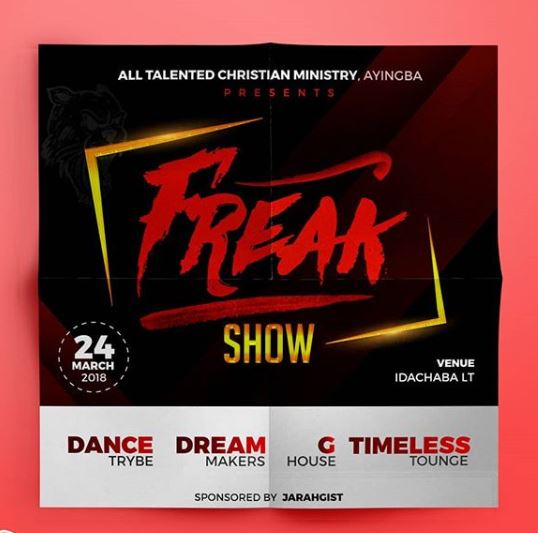 ALL TALENTED CHRISTIAN MINISTRY, AYINGBA
PRESENTS
FREAK
SHOW
24
MARCH
2018
VENUE
IDACHABA LT
DANCE TRYBE
DREAM MAKERS
G HOUSE
TIMELESS TOUNGE
SPONSORED BY JARAHGIST